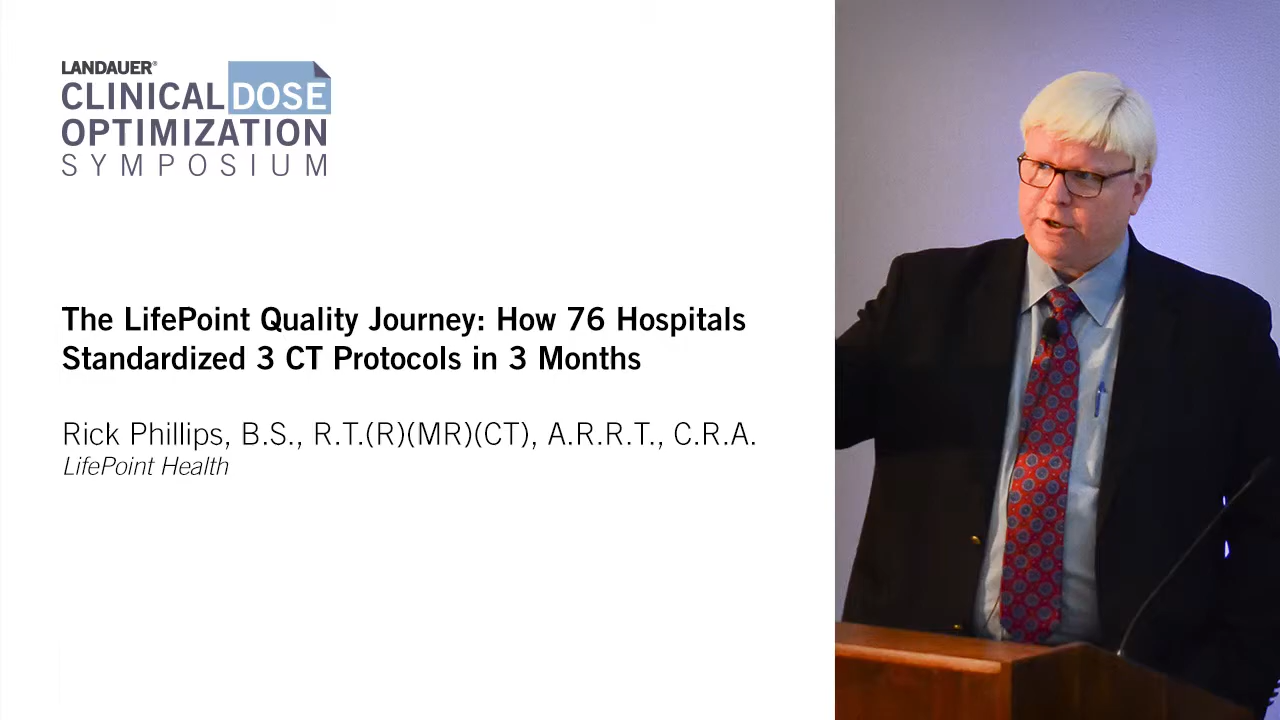 LANDAUER®
CLINICAL DOSE
OPTIMIZATION
SYMPOSIUM
The LifePoint Quality Journey: How 76 Hospitals
Standardized 3 CT Protocols in 3 Months
Rick Phillips, B.S., R.T.(R)(MR)(CT), A.R.R.T., C.R.A.
LifePoint Health